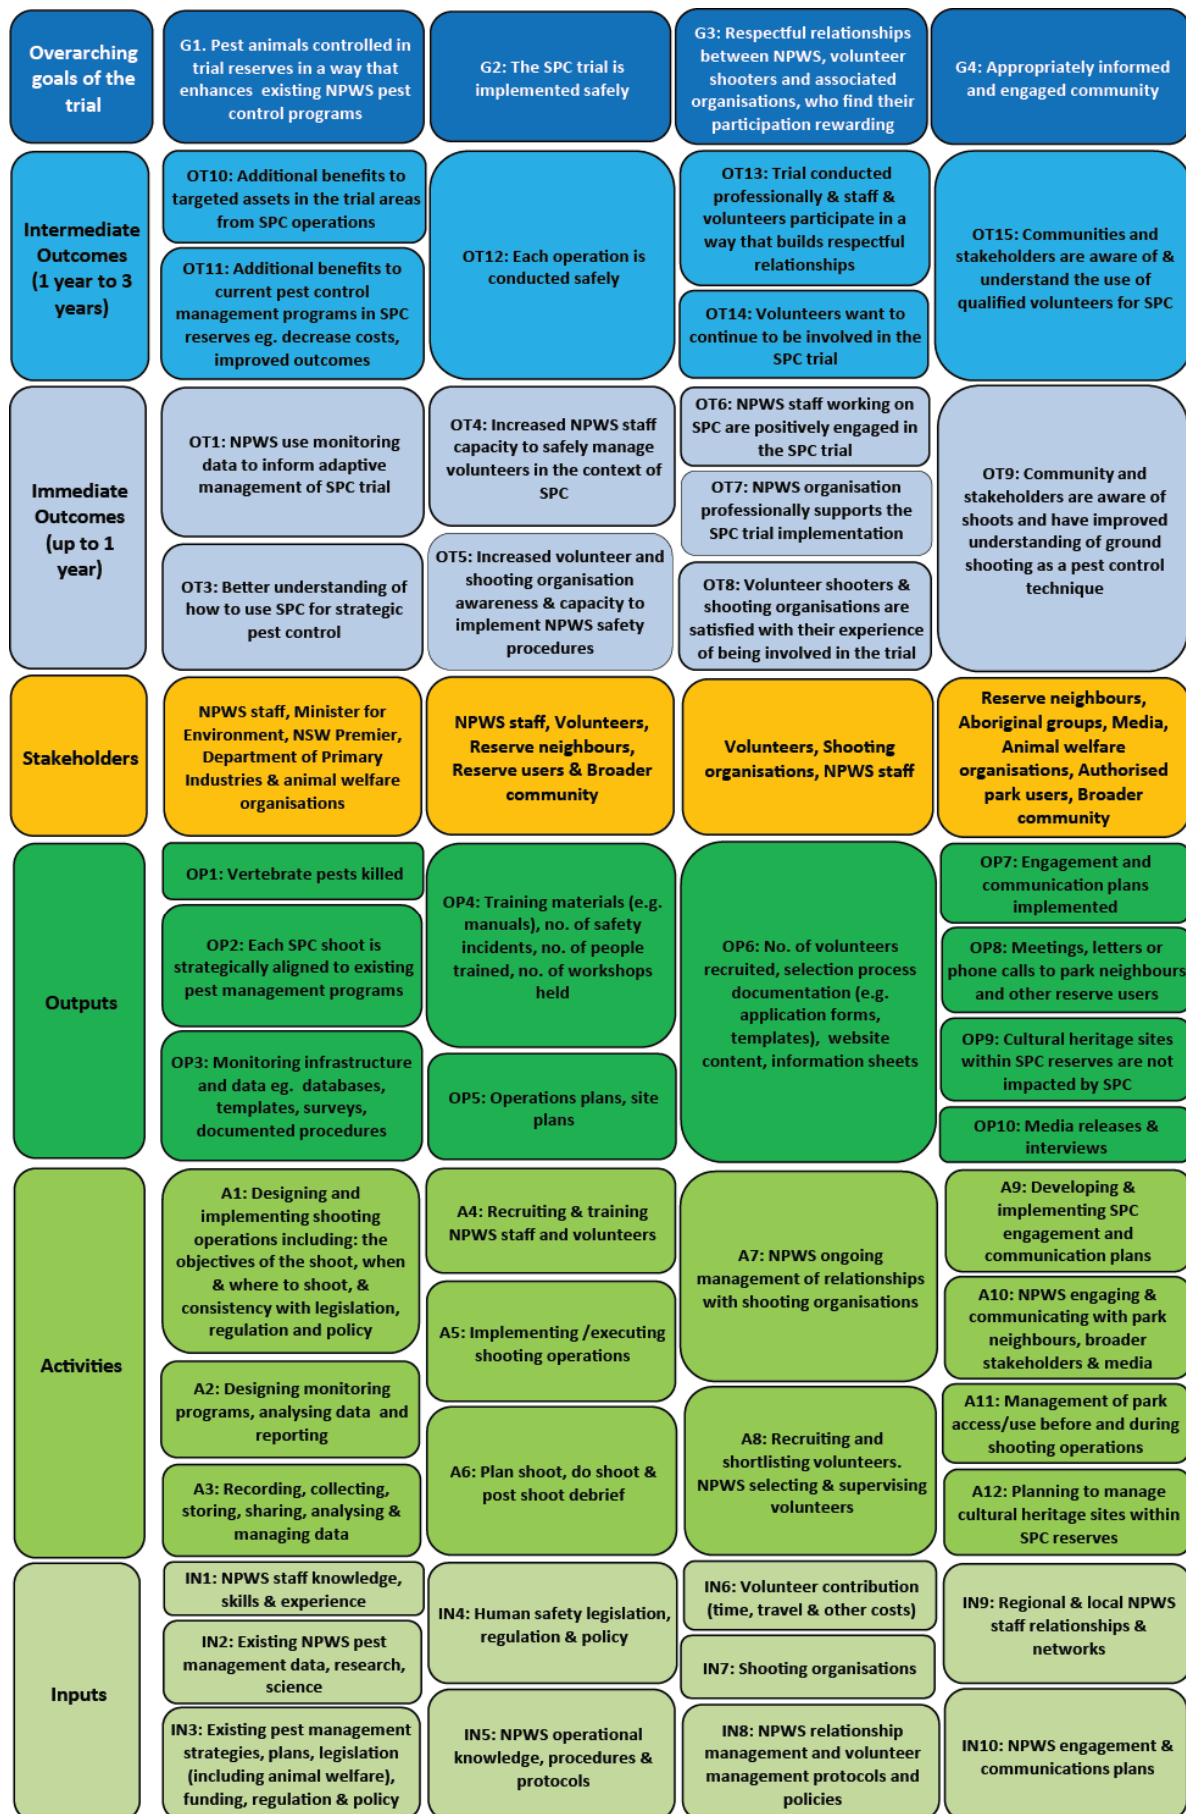 Overarching
goals of the
trial
G1. Pest animals controlled in
trial reserves in a way that
enhances existing NPWS pest
control programs
G2: The SPC trial is
implemented safely
G3: Respectful relationships
between NPWS, volunteer
shooters and associated
organisations, who find their
participation rewarding
G4: Appropriately informed
and engaged community
Intermediate
Outcomes
(1 year to 3
years)
OT10: Additional benefits to
targeted assets in the trial areas
from SPC operations
OT11: Additional benefits to
current pest control
management programs in SPC
reserves eg. decrease costs,
improved outcomes
OT12: Each operation is
conducted safely
OT13: Trial conducted
professionally & staff &
volunteers participate in a
way that builds respectful
relationships
OT14: Volunteers want to
continue to be involved in the
SPC trial
OT15: Communities and
stakeholders are aware of &
understand the use of
qualified volunteers for SPC
Immediate
Outcomes
(up to 1
year)
OT1: NPWS use monitoring
data to inform adaptive
management of SPC trial
OT3: Better understanding of
how to use SPC for strategic
pest control
OT4: Increased NPWS staff
capacity to safely manage
volunteers in the context of
SPC
OT5: Increased volunteer and
shooting organisation
awareness & capacity to
implement NPWS safety
procedures
OT6: NPWS staff working on
SPC are positively engaged in
the SPC trial
OT7: NPWS organisation
professionally supports the
SPC trial implementation
OT8: Volunteer shooters &
shooting organisations are
satisfied with their experience
of being involved in the trial
OT9: Community and
stakeholders are aware of
shoots and have improved
understanding of ground
shooting as a pest control
technique
Stakeholders
NPWS staff, Minister for
Environment, NSW Premier,
Department of Primary
Industries & animal welfare
organisations
NPWS staff, Volunteers,
Reserve neighbours,
Reserve users & Broader
community
Volunteers, Shooting
organisations, NPWS staff
Reserve neighbours,
Aboriginal groups, Media,
Animal welfare
organisations, Authorised
park users, Broader
community
Outputs
OP1: Vertebrate pests killed
OP2: Each SPC shoot is
strategically aligned to existing
pest management programs
OP3: Monitoring infrastructure
and data eg. databases,
templates, surveys,
documented procedures
OP4: Training materials (e.g.
manuals), no. of safety
incidents, no. of people
trained, no. of workshops
held
OP5: Operations plans, site
plans
OP6: No. of volunteers
recruited, selection process
documentation (e.g.
application forms,
templates), website
content, information sheets
OP7: Engagement and
communication plans
implemented
OP8: Meetings, letters or
phone calls to park neighbours
and other reserve users
OP9: Cultural heritage sites
within SPC reserves are not
impacted by SPC
OP10: Media releases &
interviews
Activities
A1: Designing and
implementing shooting
operations including: the
objectives of the shoot, when
& where to shoot, &
consistency with legislation,
regulation and policy
A2: Designing monitoring
programs, analysing data and
reporting
A3: Recording, collecting,
storing, sharing, analysing &
managing data
A4: Recruiting & training
NPWS staff and volunteers
A5: Implementing /executing
shooting operations
A6: Plan shoot, do shoot &
post shoot debrief
A7: NPWS ongoing
management of relationships
with shooting organisations
A8: Recruiting and
shortlisting volunteers.
NPWS selecting & supervising
volunteers
A9: Developing &
implementing SPC
engagement and
communication plans
A10: NPWS engaging &
communicating with park
neighbours, broader
stakeholders & media
A11: Management of park
access/use before and during
shooting operations
A12: Planning to manage
cultural heritage sites within
SPC reserves
Inputs
IN1: NPWS staff knowledge,
skills & experience
IN2: Existing NPWS pest
management data, research,
science
IN3: Existing pest management
strategies, plans, legislation
(including animal welfare),
funding, regulation & policy
IN4: Human safety legislation,
regulation & policy
IN5: NPWS operational
knowledge, procedures &
protocols
IN6: Volunteer contribution
(time, travel & other costs)
IN7: Shooting organisations
IN8: NPWS relationship
management and volunteer
management protocols and
policies
IN9: Regional & local NPWS
staff relationships &
networks
IN10: NPWS engagement &
communications plans